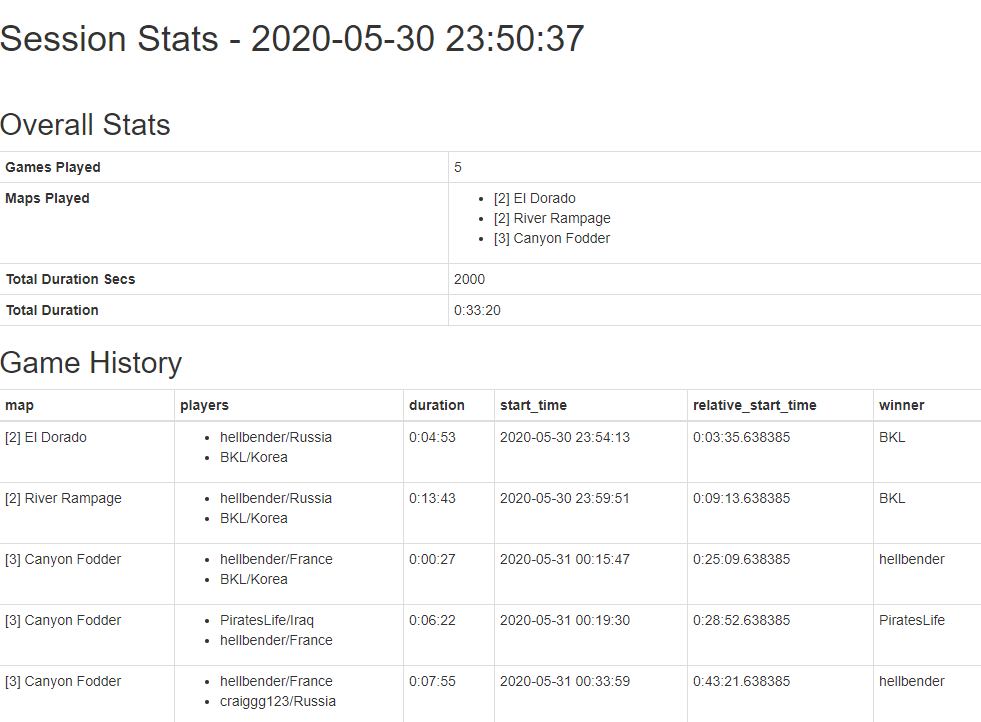 Session Stats - 2020-05-30 23:50:37
Overall Stats
Games Played 5
Maps Played
[2] El Dorado
[2] River Rampage
[3] Canyon Fodder
Total Duration Secs 2000
Total Duration 0:33:20
Game History
map players duration start_time relative_start_time winner
[2] El Dorado hellbender/Russia 0:04:53 2020-05-30 23:54:13 0:03:35.638385 BKL
BKL/Korea
[2] River Rampage hellbender/Russia 0:13:43 2020-05-30 23:59:51 0:09:13.638385 BKL
BKL/Korea
[3] Canyon Fodder hellbender/France 0:00:27 2020-05-31 00:15:47 0:25:09.638385 hellbender
BKL/Korea
[3] Canyon Fodder PiratesLife/Iraq 0:06:22 2020-05-31 00:19:30 0:28:52.638385 PiratesLife
hellbender/France
[3] Canyon Fodder hellbender/France 0:07:55 2020-05-31 00:33:59 0:43:21.638385 hellbender
craiggg123/Russia